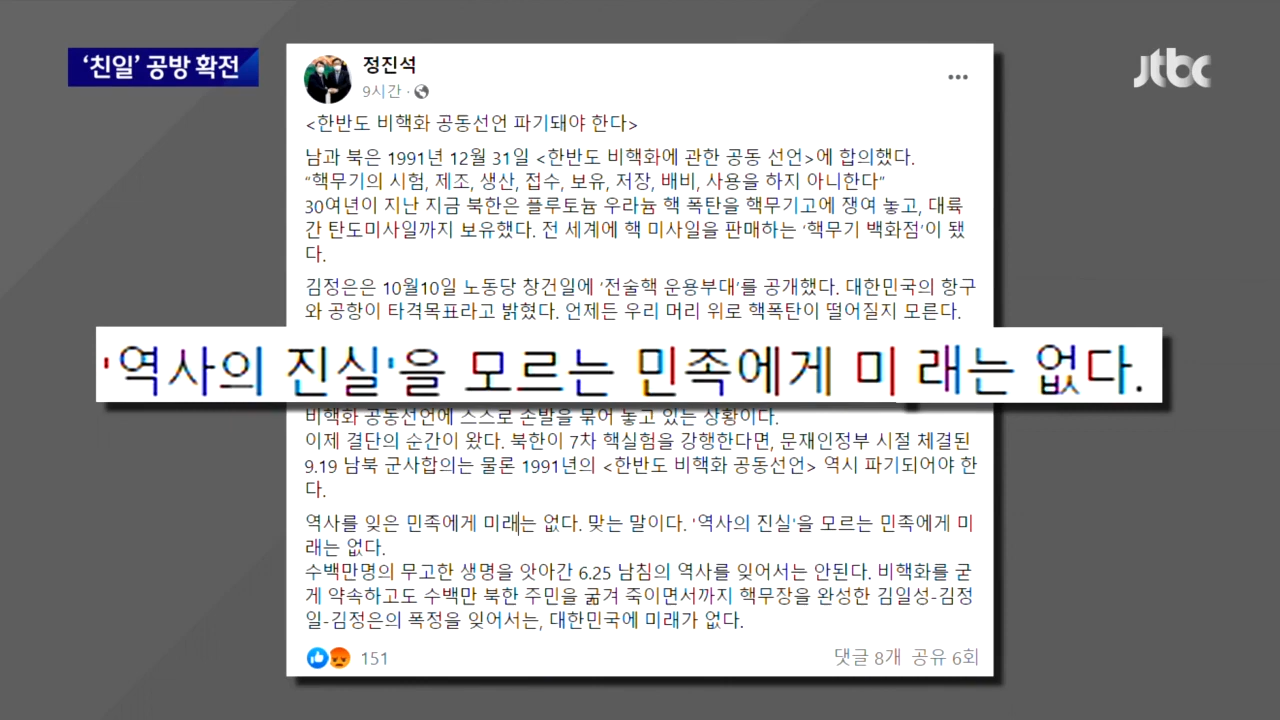 ‘친일’ 공방 확전
jtbc
정진석
9시간 ·
<한반도 비핵화 공동선언 파기돼야 한다>
남과 북은 1991년 12월 31일 <한반도 비핵화에 관한 공동 선언>에 합의했다.
“핵무기의 시험, 제조, 생산, 접수, 보유, 저장, 배비, 사용을 하지 아니한다”
30여년이 지난 지금 북한은 플루토늄 우라늄 핵 폭탄을 핵무기고에 쟁여 놓고, 대륙
간 탄도미사일까지 보유했다. 전 세계에 핵 미사일을 판매하는 ‘핵무기 백화점’이 됐
다.
김정은은 10월10일 노동당 창건일에 ‘전술핵 운용부대’를 공개했다. 대한민국의 항구
와 공항이 타격목표라고 밝혔다. 언제든 우리 머리 위로 핵폭탄이 떨어질지 모른다.
'역사의 진실'을 모르는 민족에게 미 래는 없다.
비핵화 공동선언에 스스로 손발을 묶어 놓고 있는 상황이다.
이제 결단의 순간이 왔다. 북한이 7차 핵실험을 강행한다면, 문재인정부 시절 체결된
9.19 남북 군사합의는 물론 1991년의 <한반도 비핵화 공동선언> 역시 파기되어야 한
다.
역사를 잊은 민족에게 미래는 없다. 맞는 말이다. '역사의 진실'을 모르는 민족에게 미
래는 없다.
수백만명의 무고한 생명을 앗아간 6.25 남침의 역사를 잊어서는 안된다. 비핵화를 굳
게 약속하고도 수백만 북한 주민을 굶겨 죽이면서까지 핵무장을 완성한 김일성-김정
일-김정은의 폭정을 잊어서는, 대한민국에 미래가 없다.
151
댓글 8개 공유 6회